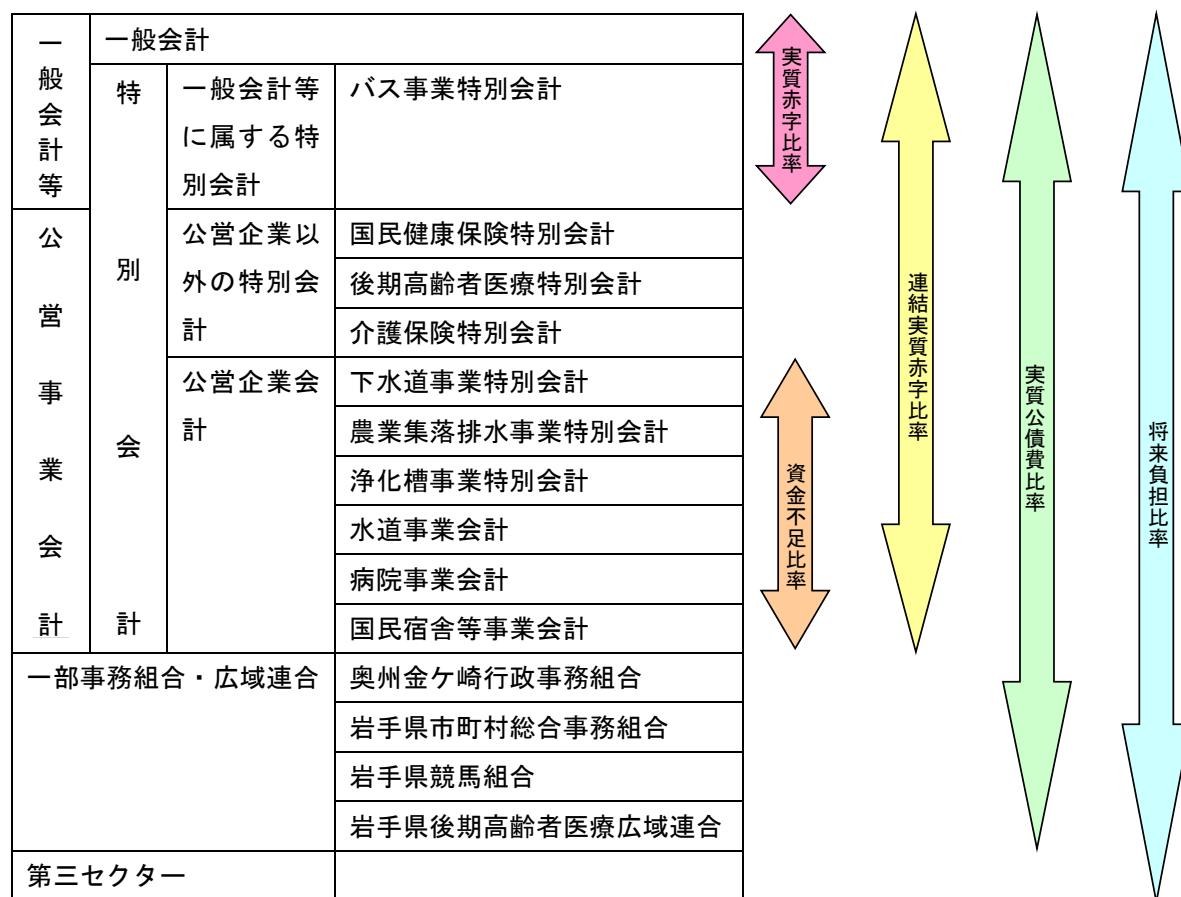 一般会計等
一般会計
特別会計
一般会計等
に属する特
別会計
バス事業特別会計
公営事業会計
公営企業以
外の特別会
計
国民健康保険特別会計
後期高齢者医療特別会計
介護保険特別会計
公営企業会
計
下水道事業特別会計
農業集落排水事業特別会計
浄化槽事業特別会計
水道事業会計
病院事業会計
国民宿舎等事業会計
一部事務組合・広域連合
奥州金ケ崎行政事務組合
岩手県市町村総合事務組合
岩手県競馬組合
岩手県後期高齢者医療広域連合
第三セクター
実質赤字比率
資金不足比率
連結実質赤字比率
実質公債費比率
将来負担比率